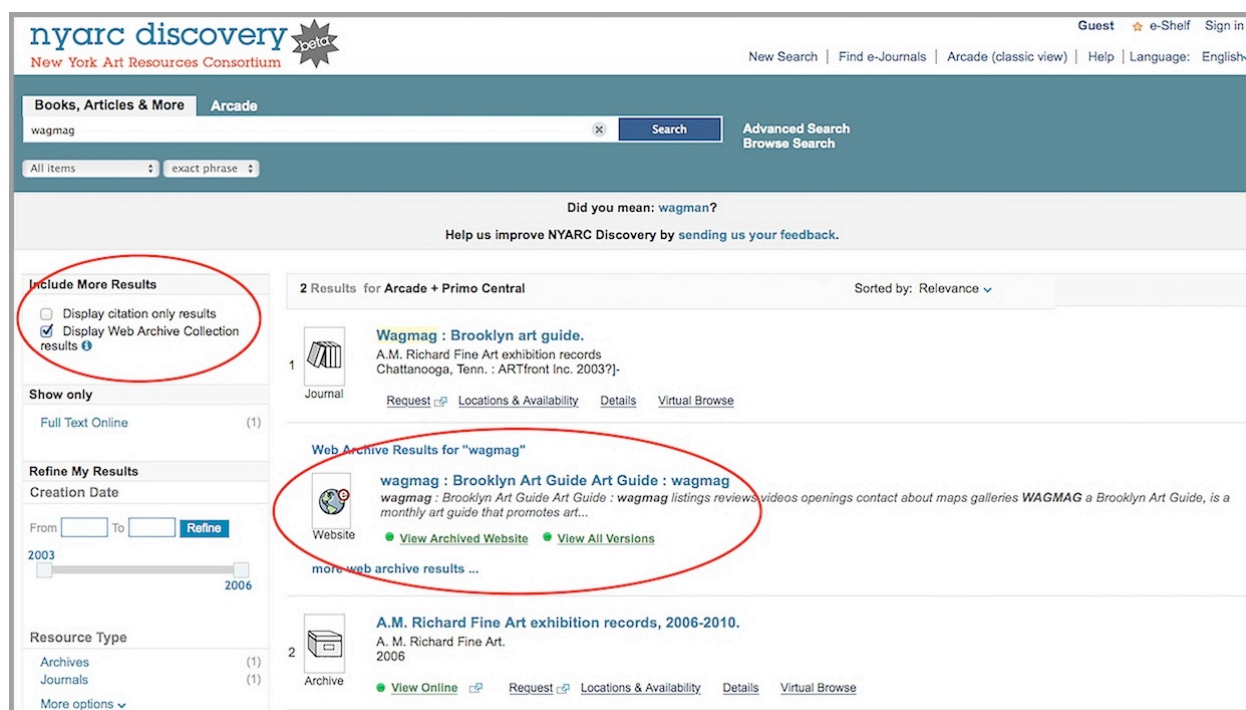 nyarc discovery beta
New York Art Resources Consortium
Guest e-Shelf Sign in
New Search | Find e-Journals | Arcade (classic view) | Help | Language: English
Books, Articles & More Arcade
wagmag Search
Advanced Search
Browse Search
All items exact phrase
Did you mean: wagman?
Help us improve NYARC Discovery by sending us your feedback.
Include More Results
Display citation only results
Display Web Archive Collection
results
Show only
Full Text Online (1)
Refine My Results
Creation Date
From To Refine
2003
2006
Resource Type
Archives (1)
Journals (1)
More options
2 Results for Arcade + Primo Central Sorted by: Relevance
1
Journal
Wagmag : Brooklyn art guide.
A.M. Richard Fine Art exhibition records
Chattanooga, Tenn. : ARTfront Inc. 2003?]-
Request Locations & Availability Details Virtual Browse
Web Archive Results for "wagmag"
Website
wagmag : Brooklyn Art Guide Art Guide : wagmag
wagmag : Brooklyn Art Guide Art Guide : wagmag listings reviews videos openings contact about maps galleries WAGMAG a Brooklyn Art Guide, is a
monthly art guide that promotes art...
View Archived Website View All Versions
more web archive results ...
2
Archive
A.M. Richard Fine Art exhibition records, 2006-2010.
A. M. Richard Fine Art.
2006
View Online Request Locations & Availability Details Virtual Browse